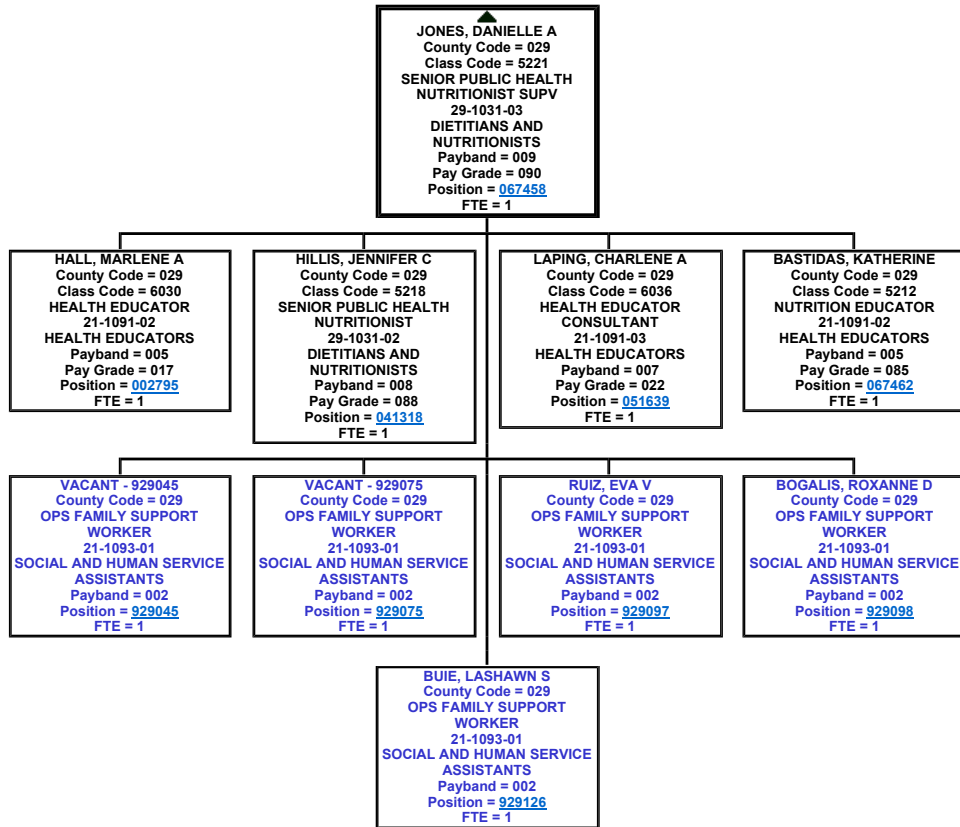 JONES, DANIELLE A
County Code = 029
Class Code = 5221
SENIOR PUBLIC HEALTH
NUTRITIONIST SUPV
29-1031-03
DIETITIANS AND
NUTRITIONISTS
Payband = 009
Pay Grade = 090
Position = 067458
FTE = 1
HALL, MARLENE A
County Code = 029
Class Code = 6030
HEALTH EDUCATOR
21-1091-02
HEALTH EDUCATORS
Payband = 005
Pay Grade = 017
Position = 002795
FTE = 1
HILLIS, JENNIFER C
County Code = 029
Class Code = 5218
SENIOR PUBLIC HEALTH
NUTRITIONIST
29-1031-02
DIETITIANS AND
NUTRITIONISTS
Payband = 008
Pay Grade = 088
Position = 041318
FTE = 1
LAPING, CHARLENE A
County Code = 029
Class Code = 6036
HEALTH EDUCATOR
CONSULTANT
21-1091-03
HEALTH EDUCATORS
Payband = 007
Pay Grade = 022
Position = 051639
FTE = 1
BASTIDAS, KATHERINE
County Code = 029
Class Code = 5212
NUTRITION EDUCATOR
21-1091-02
HEALTH EDUCATORS
Payband = 005
Pay Grade = 085
Position = 067462
FTE = 1
VACANT - 929045
County Code = 029
OPS FAMILY SUPPORT
WORKER
21-1093-01
SOCIAL AND HUMAN SERVICE
ASSISTANTS
Payband = 002
Position = 929045
FTE = 1
VACANT - 929075
County Code = 029
OPS FAMILY SUPPORT
WORKER
21-1093-01
SOCIAL AND HUMAN SERVICE
ASSISTANTS
Payband = 002
Position = 929075
FTE = 1
RUIZ, EVA V
County Code = 029
OPS FAMILY SUPPORT
WORKER
21-1093-01
SOCIAL AND HUMAN SERVICE
ASSISTANTS
Payband = 002
Position = 929097
FTE = 1
BOGALIS, ROXANNE D
County Code = 029
OPS FAMILY SUPPORT
WORKER
21-1093-01
SOCIAL AND HUMAN SERVICE
ASSISTANTS
Payband = 002
Position = 929098
FTE = 1
BUIE, LASHAWN S
County Code = 029
OPS FAMILY SUPPORT
WORKER
21-1093-01
SOCIAL AND HUMAN SERVICE
ASSISTANTS
Payband = 002
Position = 929126
FTE = 1